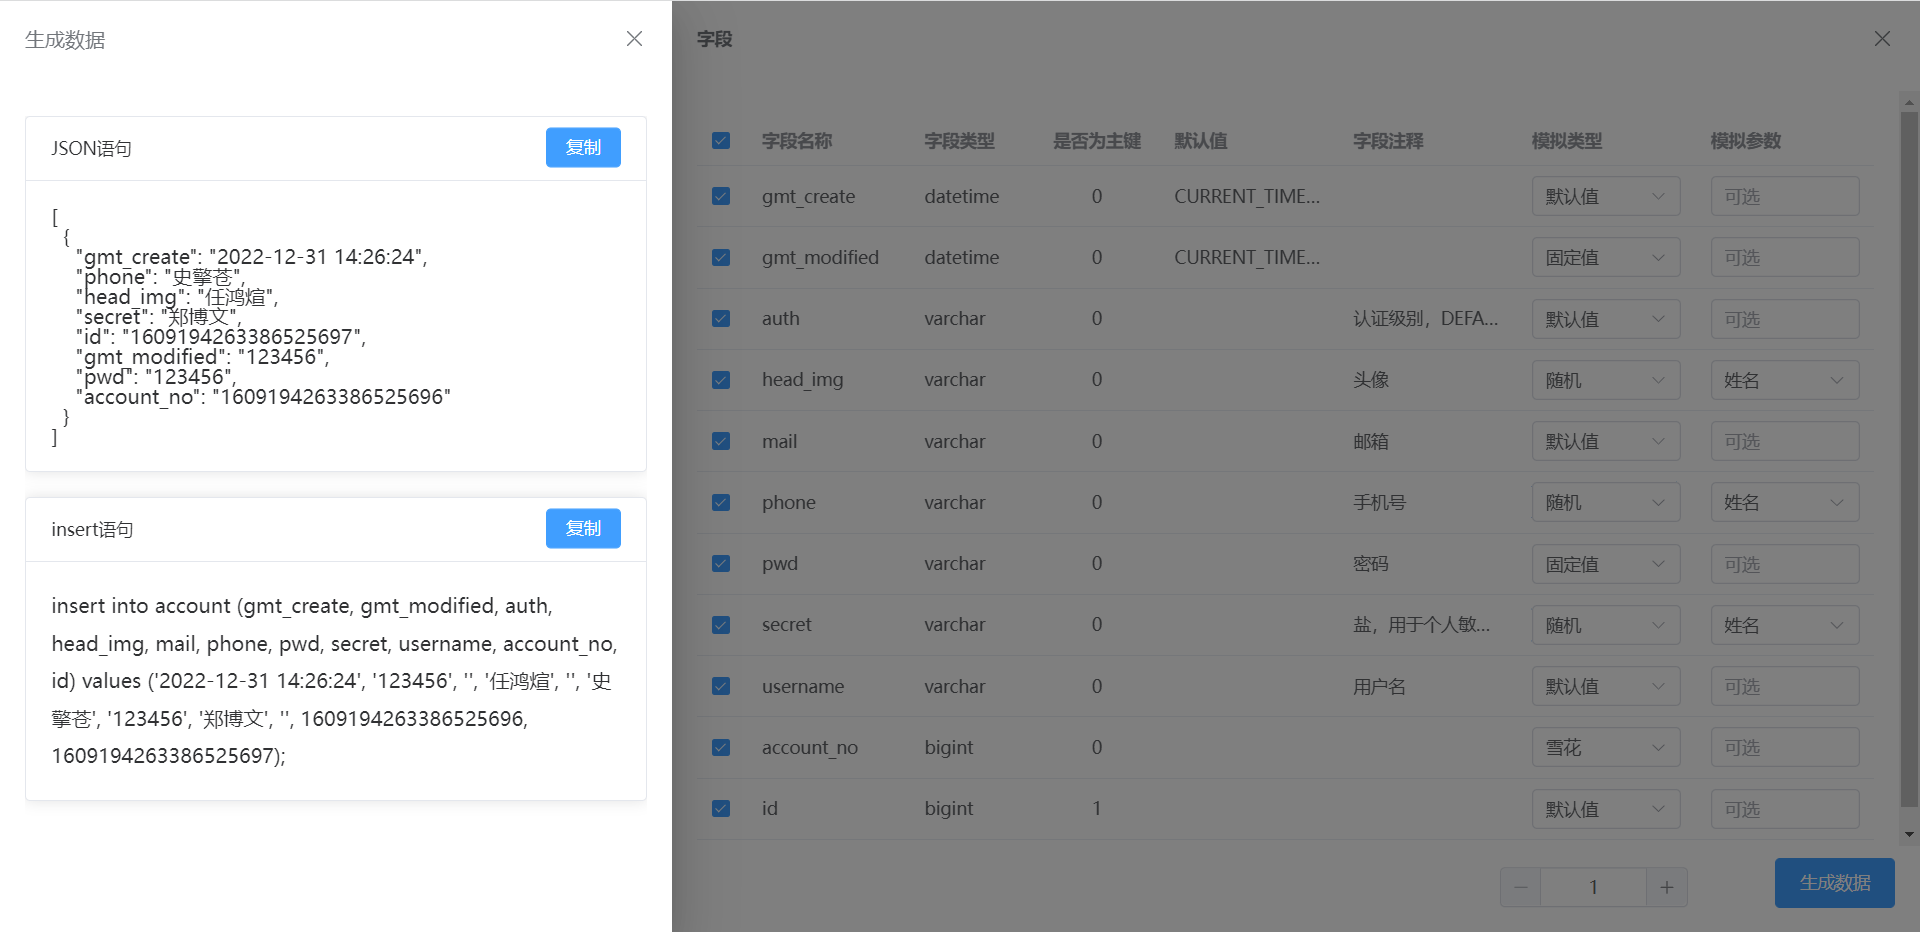 生成数据
JSON语句
复制
[
{
"gmt_create": "2022-12-31 14:26:24",
"phone": "史擎苍",
"head_img": "任鸿煊",
"secret": "郑博文",
"id": "1609194263386525697",
"gmt_modified": "123456",
"pwd": "123456",
"account_no": "1609194263386525696"
}
]
insert语句
复制
insert into account (gmt_create, gmt_modified, auth,
head_img, mail, phone, pwd, secret, username, account_no,
id) values ('2022-12-31 14:26:24', '123456', '', '任鸿煊', '', '史
擎苍', '123456', '郑博文', '', 1609194263386525696,
1609194263386525697);
字段
字段名称 字段类型 是否为主键 默认值 字段注释 模拟类型 模拟参数
gmt_create datetime 0 CURRENT_TIME... 默认值 可选
gmt_modified datetime 0 CURRENT_TIME... 固定值 可选
auth varchar 0 认证级别，DEFA... 默认值 可选
head_img varchar 0 头像 随机 姓名
mail varchar 0 邮箱 默认值 可选
phone varchar 0 手机号 随机 姓名
pwd varchar 0 密码 固定值 可选
secret varchar 0 盐，用于个人敏... 随机 姓名
username varchar 0 用户名 默认值 可选
account_no bigint 0 雪花 可选
id bigint 1 默认值 可选
1
生成数据